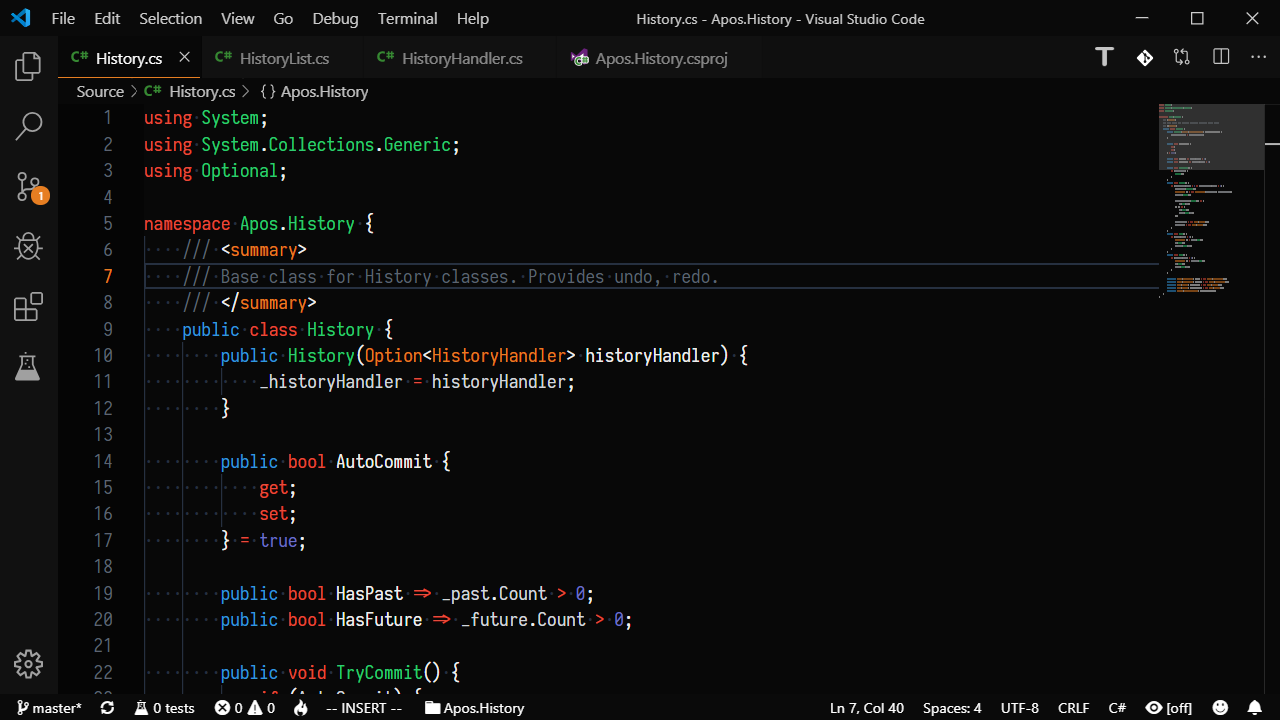 File Edit Selection View Go Debug Terminal Help History.cs - Apos.History - Visual Studio Code
C# History.cs C# HistoryList.cs C# HistoryHandler.cs Apos.History.csproj
Source > C# History.cs > {} Apos.History
1 using System;
2 using System.Collections.Generic;
3 using Optional;
4
5 namespace Apos.History {
6 /// <summary>
7 /// Base class for History classes. Provides undo, redo.
8 /// </summary>
9 public class History {
10 public History(Option<HistoryHandler> historyHandler) {
11 _historyHandler = historyHandler;
12 }
13
14 public bool AutoCommit {
15 get;
16 set;
17 } = true;
18
19 public bool HasPast => _past.Count > 0;
20 public bool HasFuture => _future.Count > 0;
21
22 public void TryCommit() {
1
master* 0 tests 0 0 -- INSERT -- Apos.History Ln 7, Col 40 Spaces: 4 UTF-8 CRLF C# [off]